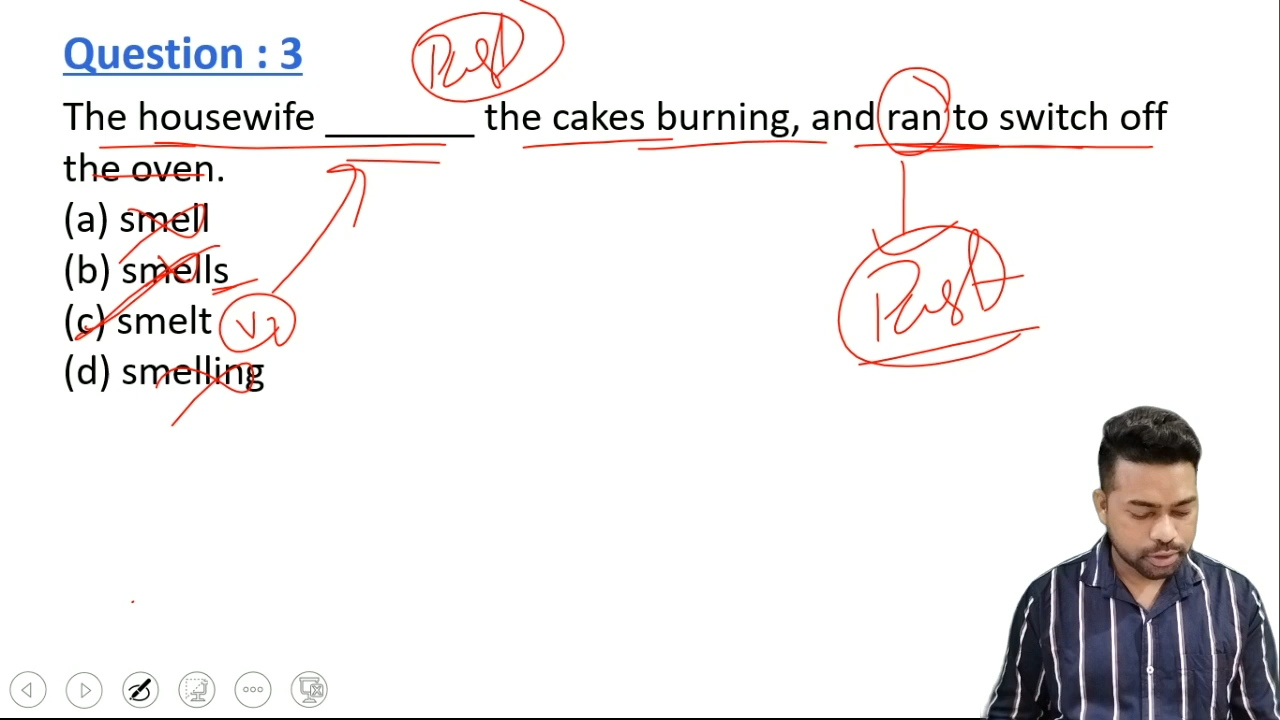 Question : 3
Past
The housewife ________ the cakes burning, and ran to switch off
the oven.
(a) smell
(b) smells
(c) smelt V2
(d) smelling
Past